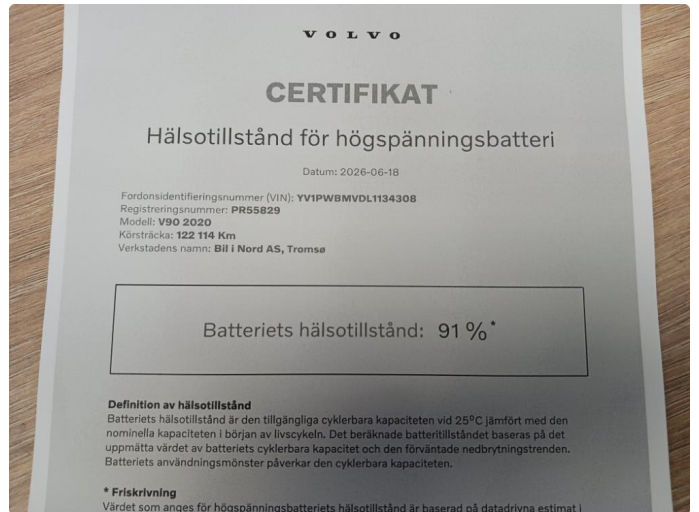 VOLVO
CERTIFIKAT
Hälsotillstånd för högspänningsbatteri
Datum: 2026-06-18
Fordonsidentifieringsnummer (VIN): YV1PWBMVDL1134308
Registreringsnummer: PR55829
Modell: V90 2020
Körsträcka: 122 114 Km
Verkstadens namn: Bil i Nord AS, Tromsø
Batteriets hälsotillstånd: 91 %*
Definition av hälsotillstånd
Batteriets hälsotillstånd är den tillgängliga cyklerbara kapaciteten vid 25ºC jämfört med den
nominella kapaciteten i början av livscykeln. Det beräknade batteritillståndet baseras på det
uppmätta värdet av batteriets cyklerbara kapacitet och den förväntade nedbrytningstrenden.
Batteriets användningsmönster påverkar den cyklerbara kapaciteten.
* Friskrivning
Värdet som anges för högspänningsbatteriets hälsotillstånd är baserad på datadrivna estimat i